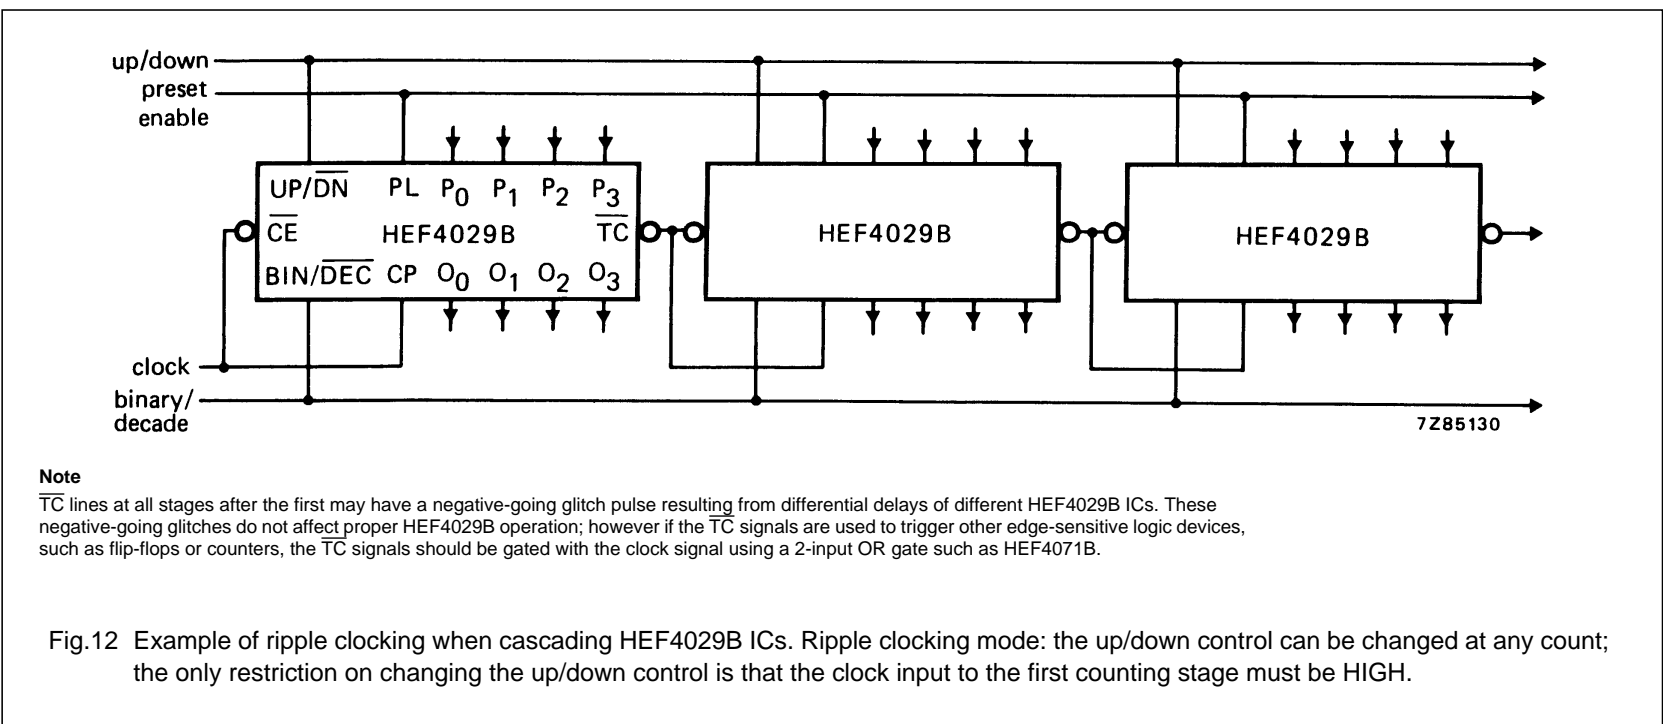 up/down
preset
enable
UP/D̅N̅ PL P0 P1 P2 P3
C̅E̅ HEF4029B T̅C̅
BIN/D̅E̅C̅ CP O0 O1 O2 O3
HEF4029B
HEF4029B
clock
binary/
decade
7Z85130
Note
T̅C̅ lines at all stages after the first may have a negative-going glitch pulse resulting from differential delays of different HEF4029B ICs. These
negative-going glitches do not affect proper HEF4029B operation; however if the T̅C̅ signals are used to trigger other edge-sensitive logic devices,
such as flip-flops or counters, the T̅C̅ signals should be gated with the clock signal using a 2-input OR gate such as HEF4071B.
Fig.12 Example of ripple clocking when cascading HEF4029B ICs. Ripple clocking mode: the up/down control can be changed at any count;
the only restriction on changing the up/down control is that the clock input to the first counting stage must be HIGH.